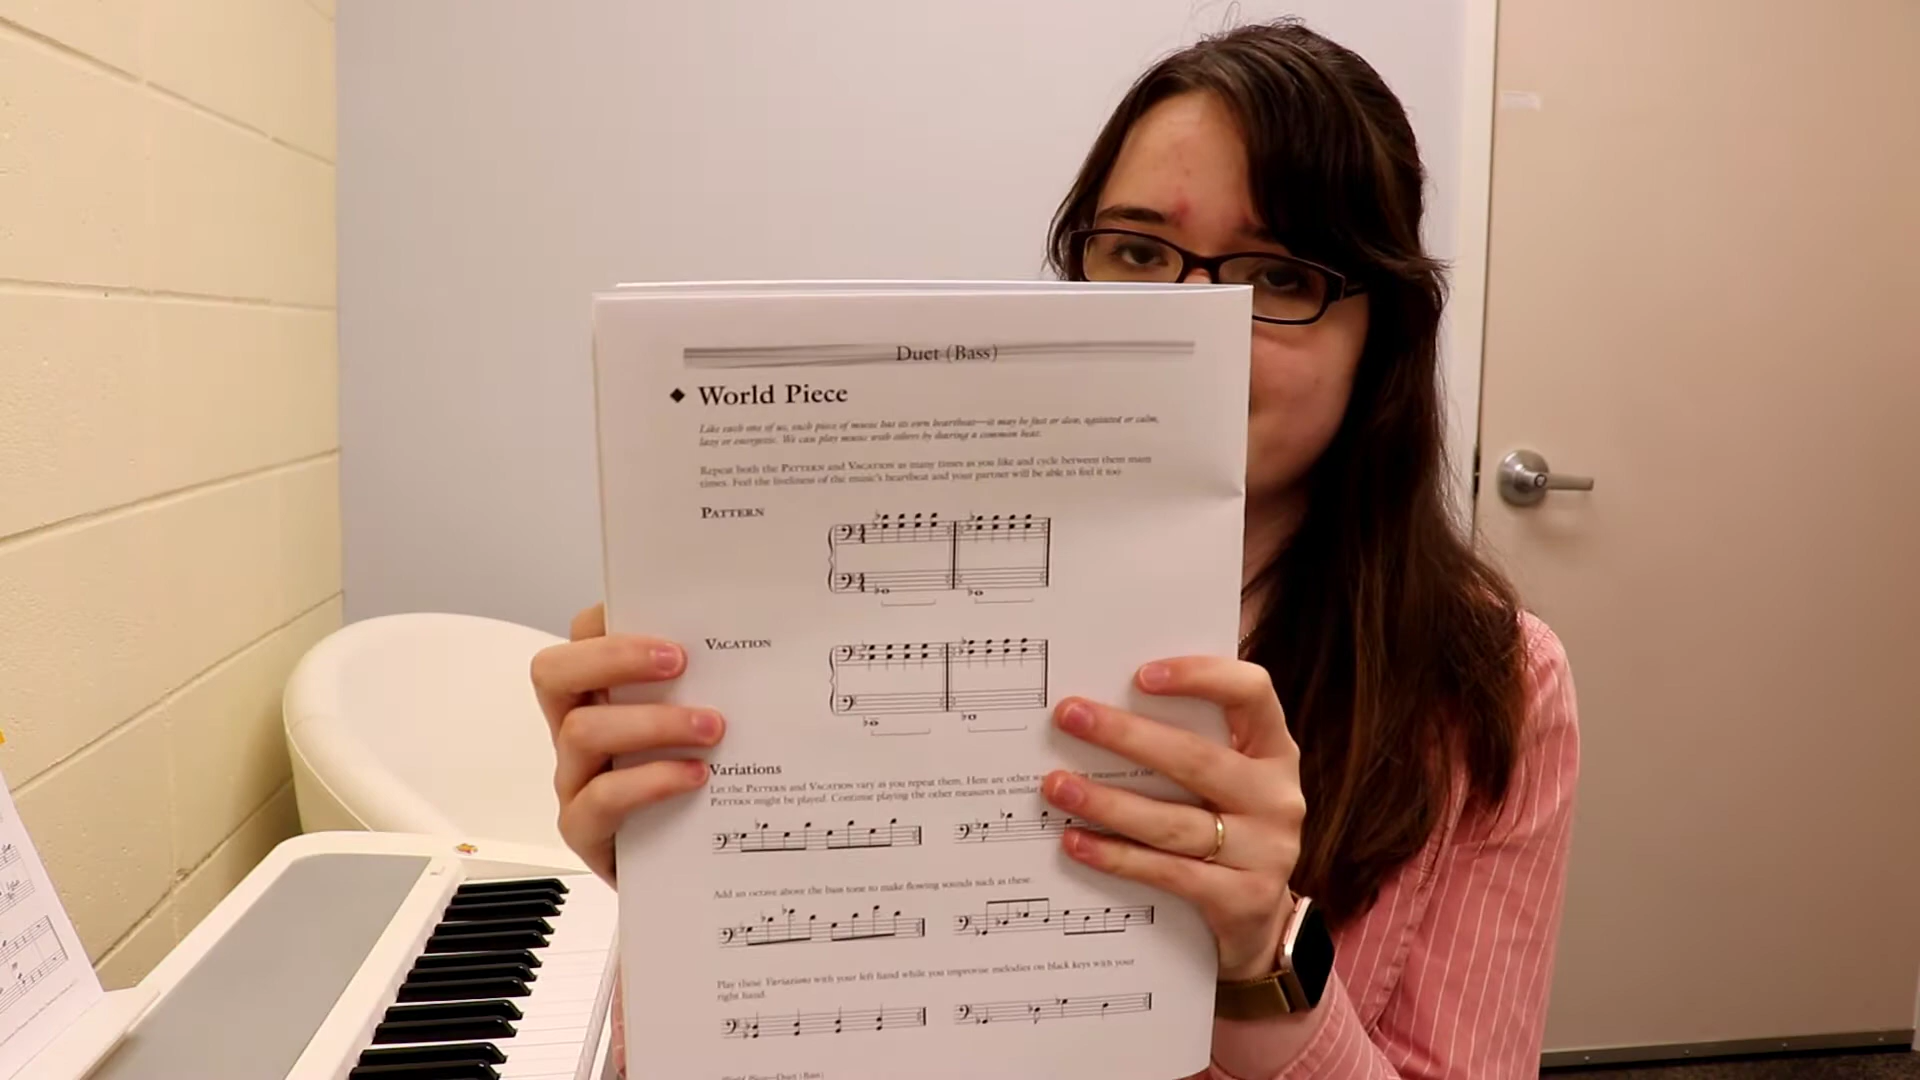 Duet (Bass)
World Piece
Like each one of us, each piece of music has its own heartbeat—it may be fast or slow, agitated or calm,
lazy or energetic. We can play music with others by sharing a common beat.
Repeat both the PATTERN and VACATION as many times as you like and cycle between them many
times. Feel the liveliness of the music's heartbeat and your partner will be able to feel it too
PATTERN
VACATION
Variations
Let the PATTERN and VACATION vary as you repeat them. Here are other measure of the
PATTERN might be played. Continue playing the other measures in similar
Add an octave above the bass tone to make flowing sounds such as these.
Play these Variations with your left hand while you improvise melodies on black keys with your
right hand.
World Piece—Duet (Bass)